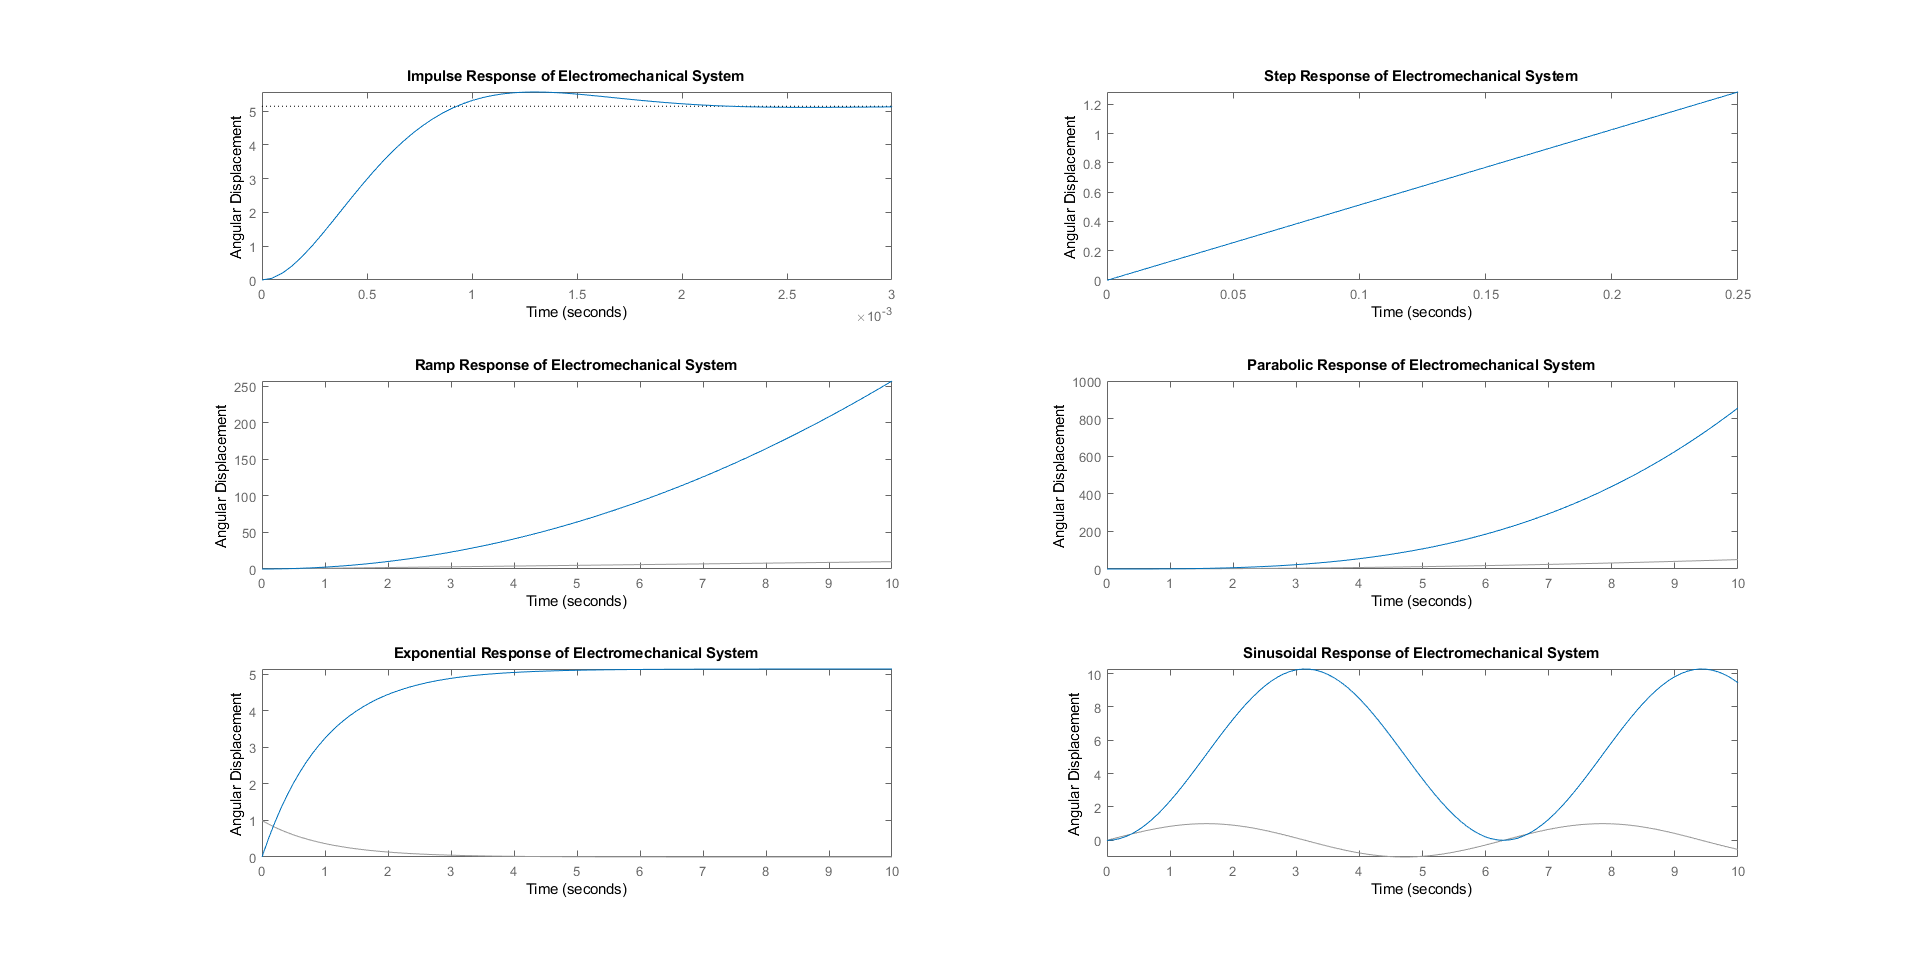 Impulse Response of Electromechanical System
Angular Displacement
5
4
3
2
1
0
0 0.5 1 1.5 2 2.5 3
Time (seconds)
×10-3
Step Response of Electromechanical System
Angular Displacement
1.2
1
0.8
0.6
0.4
0.2
0
0 0.05 0.1 0.15 0.2 0.25
Time (seconds)
Ramp Response of Electromechanical System
Angular Displacement
250
200
150
100
50
0
0 1 2 3 4 5 6 7 8 9 10
Time (seconds)
Parabolic Response of Electromechanical System
Angular Displacement
1000
800
600
400
200
0
0 1 2 3 4 5 6 7 8 9 10
Time (seconds)
Exponential Response of Electromechanical System
Angular Displacement
5
4
3
2
1
0
0 1 2 3 4 5 6 7 8 9 10
Time (seconds)
Sinusoidal Response of Electromechanical System
Angular Displacement
10
8
6
4
2
0
0 1 2 3 4 5 6 7 8 9 10
Time (seconds)